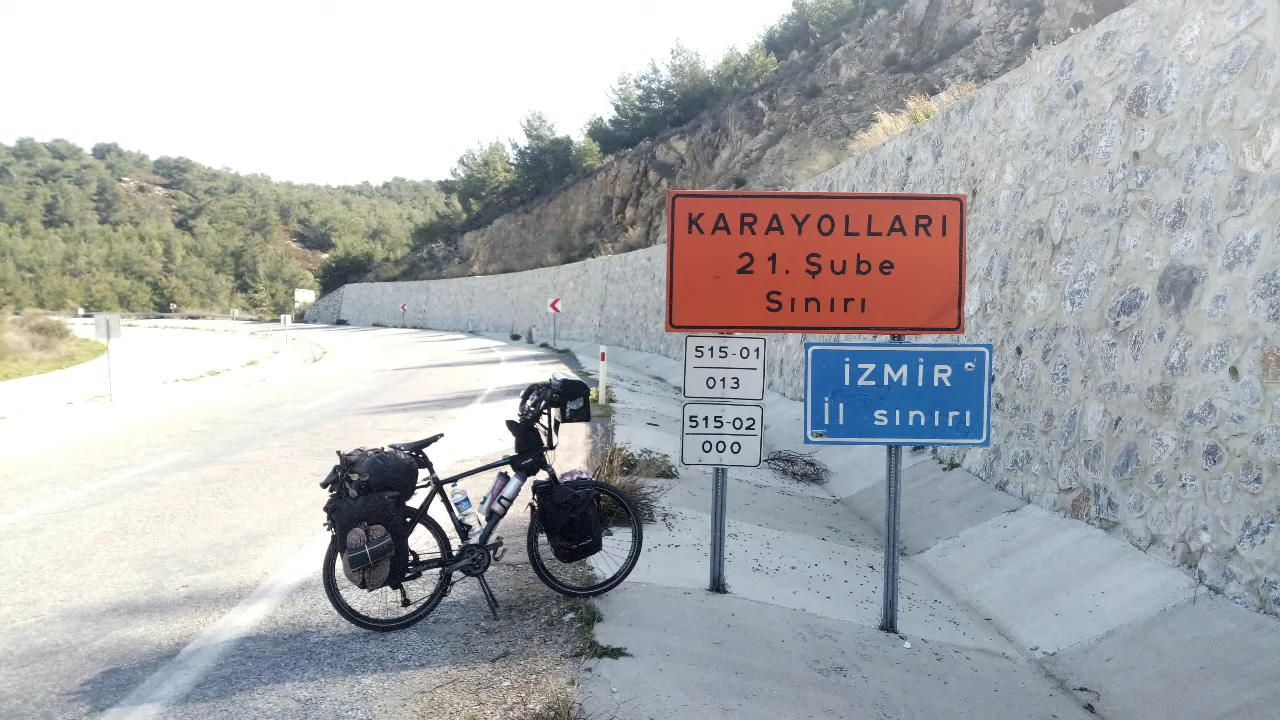 KARAYOLLARI
21. Şube
Sınırı
515-01
013
515-02
000
İZMİR
İl sınırı